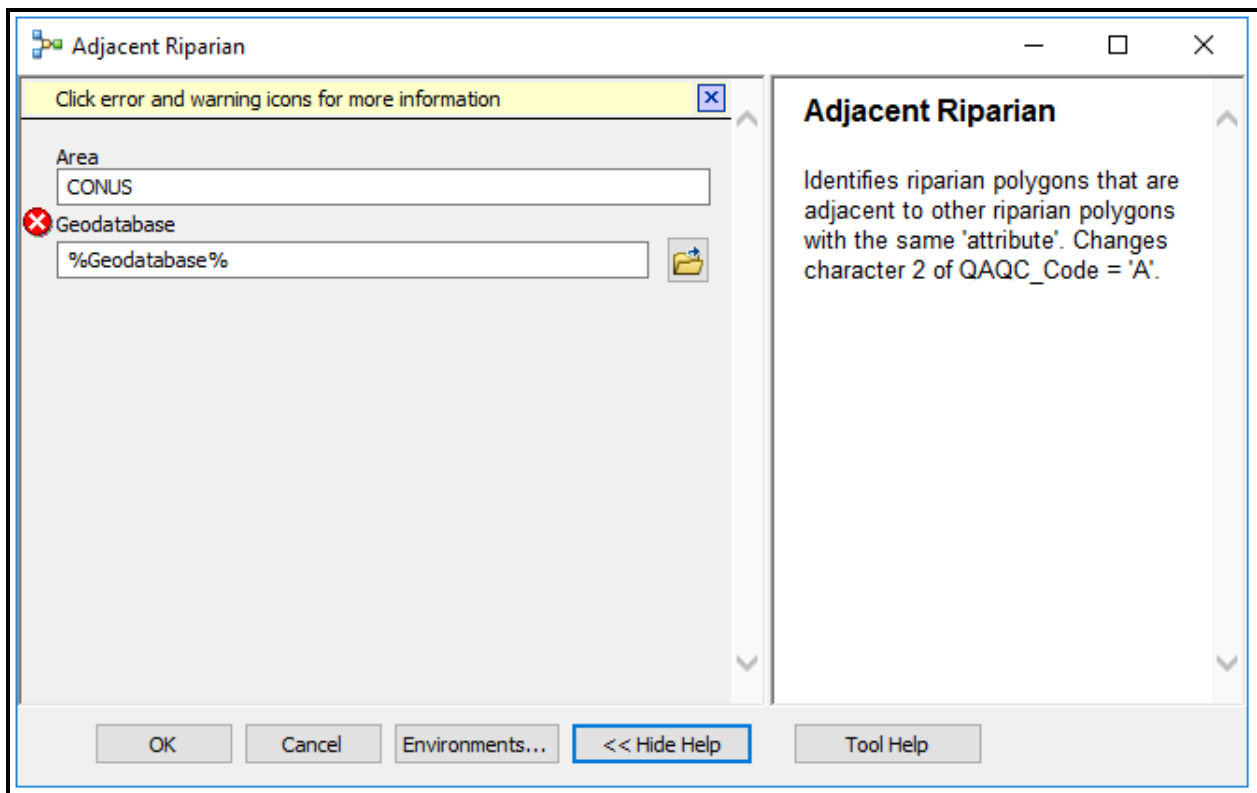 Adjacent Riparian
Click error and warning icons for more information
Area
CONUS
Geodatabase
%Geodatabase%
Adjacent Riparian
Identifies riparian polygons that are
adjacent to other riparian polygons
with the same 'attribute'. Changes
character 2 of QAQC_Code = 'A'.
OK
Cancel
Environments...
<< Hide Help
Tool Help